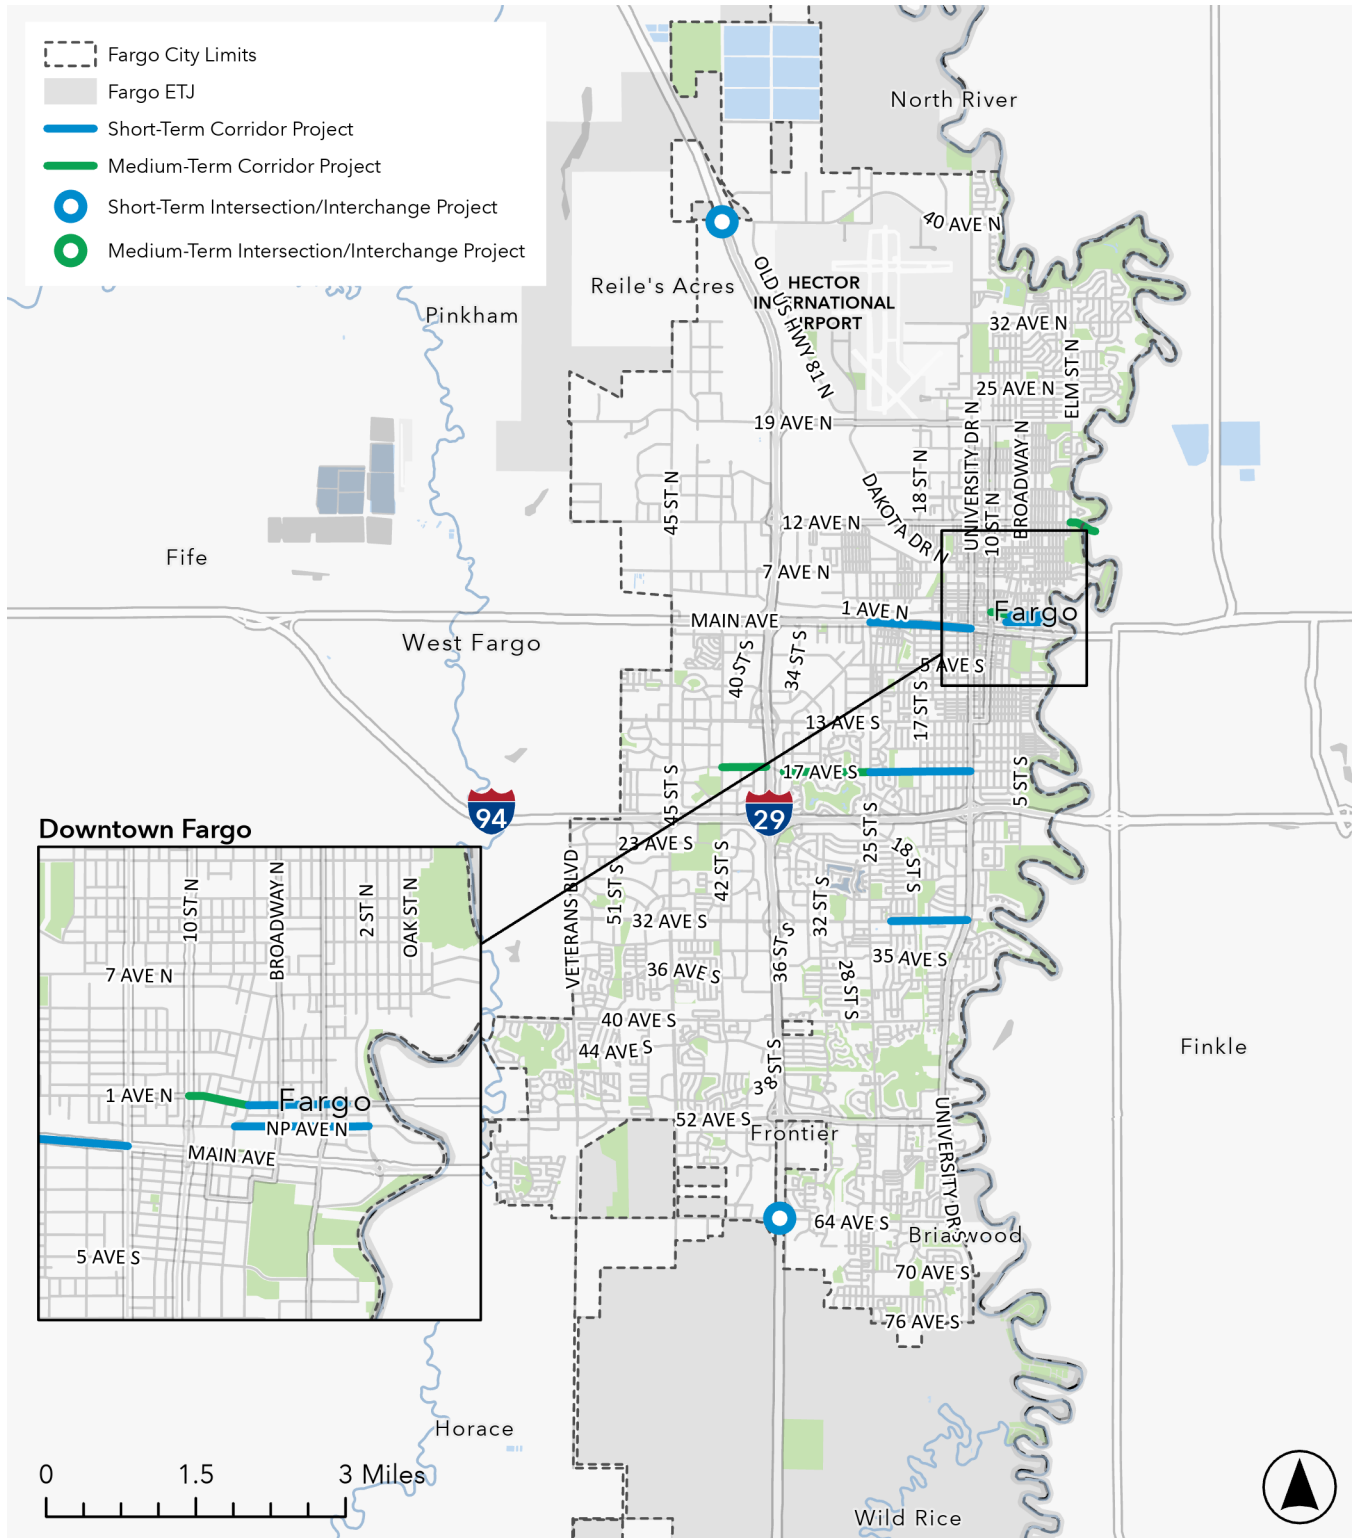 Fargo City Limits
Fargo ETJ
Short-Term Corridor Project
Medium-Term Corridor Project
Short-Term Intersection/Interchange Project
Medium-Term Intersection/Interchange Project
North River
40 AVE N
Reile's Acres
HECTOR
INTERNATIONAL
AIRPORT
OLD US HWY 81 N
Pinkham
32 AVE N
ELM ST N
25 AVE N
19 AVE N
UNIVERSITY DR N
BROADWAY N
18 ST N
45 ST N
DAKOTA DR N
10 ST N
12 AVE N
Fife
7 AVE N
1 AVE N
Fargo
MAIN AVE
West Fargo
40 ST S
34 ST S
5 AVE S
17 ST S
13 AVE S
17 AVE S
45 ST S
5 ST S
94
29
Downtown Fargo
23 AVE S
25 ST S
18 ST S
VETERANS BLVD
51 ST S
42 ST S
32 ST S
32 AVE S
36 ST S
35 AVE S
36 AVE S
28 ST S
40 AVE S
44 AVE S
38 ST S
Finkle
52 AVE S
Frontier
UNIVERSITY DR S
64 AVE S
Briarwood
70 AVE S
76 AVE S
10 ST N
BROADWAY N
2 ST N
OAK ST N
7 AVE N
1 AVE N
Fargo
NP AVE N
MAIN AVE
5 AVE S
Horace
Wild Rice
0 1.5 3 Miles